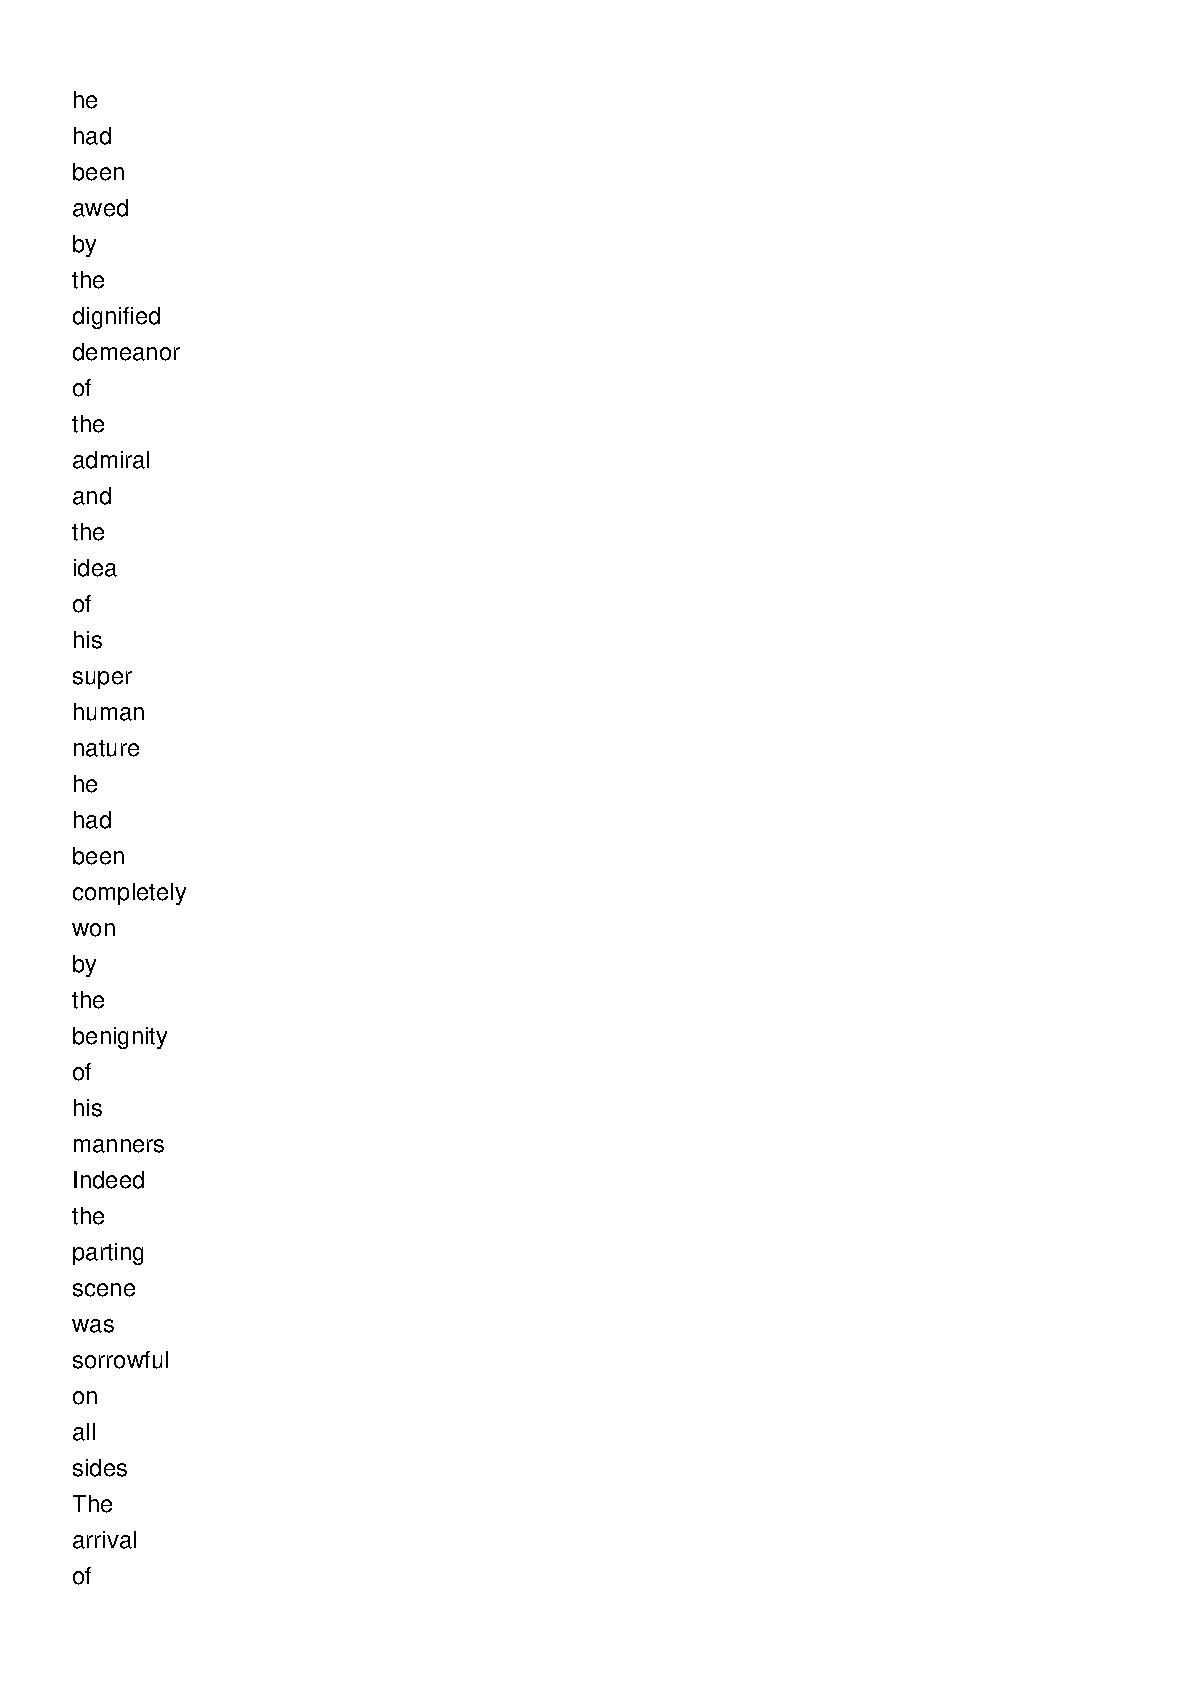 he
had
been
awed
by
the
dignified
demeanor
of
the
admiral
and
the
idea
of
his
super
human
nature
he
had
been
completely
won
by
the
benignity
of
his
manners
Indeed
the
parting
scene
was
sorrowful
on
all
sides
The
arrival
of